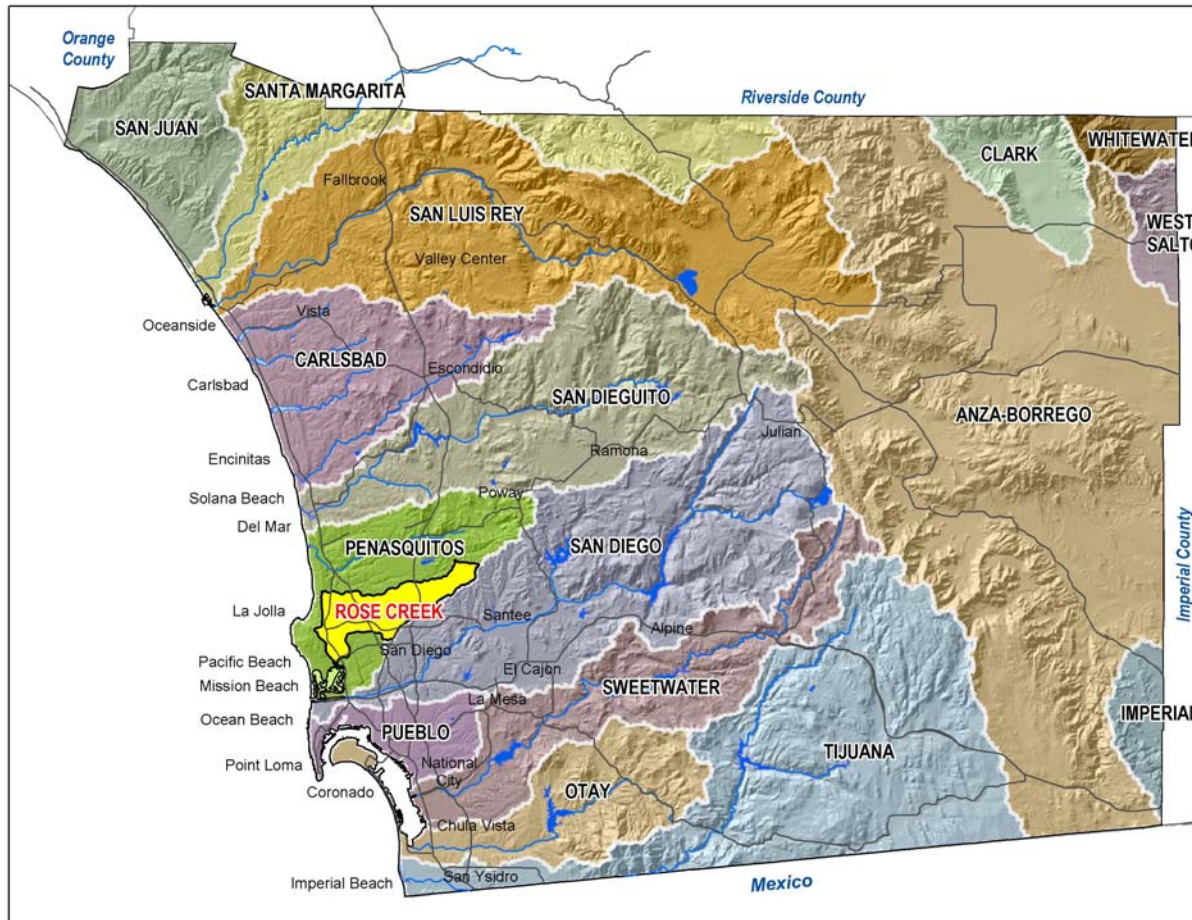 Orange
County
SANTA MARGARITA
SAN JUAN
Riverside County
CLARK
WHITEWATER
WEST
SALTO
Fallbrook
SAN LUIS REY
Valley Center
Oceanside
Vista
CARLSBAD
Escondidio
Carlsbad
SAN DIEGUITO
ANZA-BORREGO
Julian
Ramona
Encinitas
Solana Beach
Poway
Del Mar
PENASQUITOS
SAN DIEGO
Imperial County
La Jolla
ROSE CREEK
Santee
Alpine
San Diego
Pacific Beach
El Cajon
Mission Beach
SWEETWATER
La Mesa
Ocean Beach
PUEBLO
IMPERIAL
TIJUANA
Point Loma
National
City
Coronado
OTAY
Chula Vista
Imperial Beach
San Ysidro
Mexico